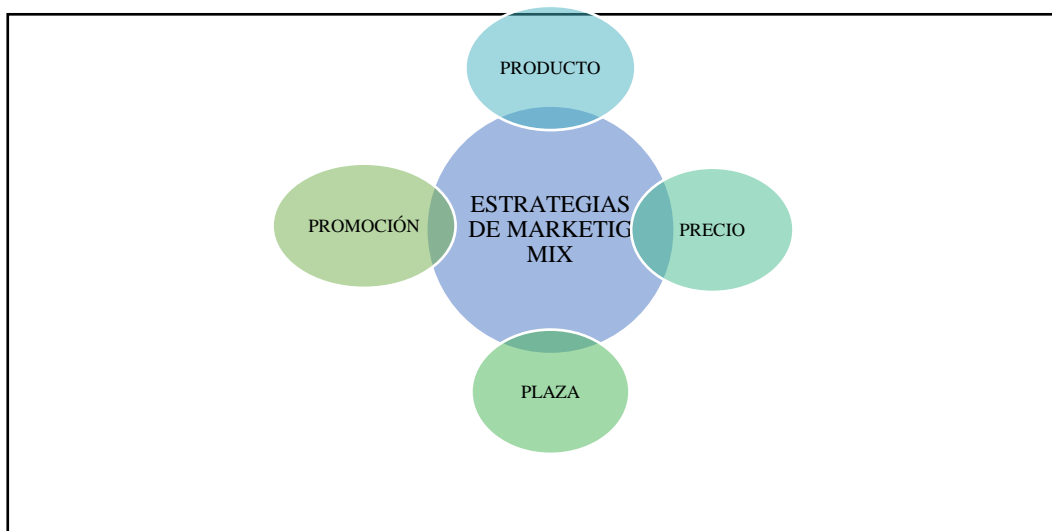 PRODUCTO
ESTRATEGIAS
DE MARKETIG
MIX
PROMOCIÓN
PRECIO
PLAZA